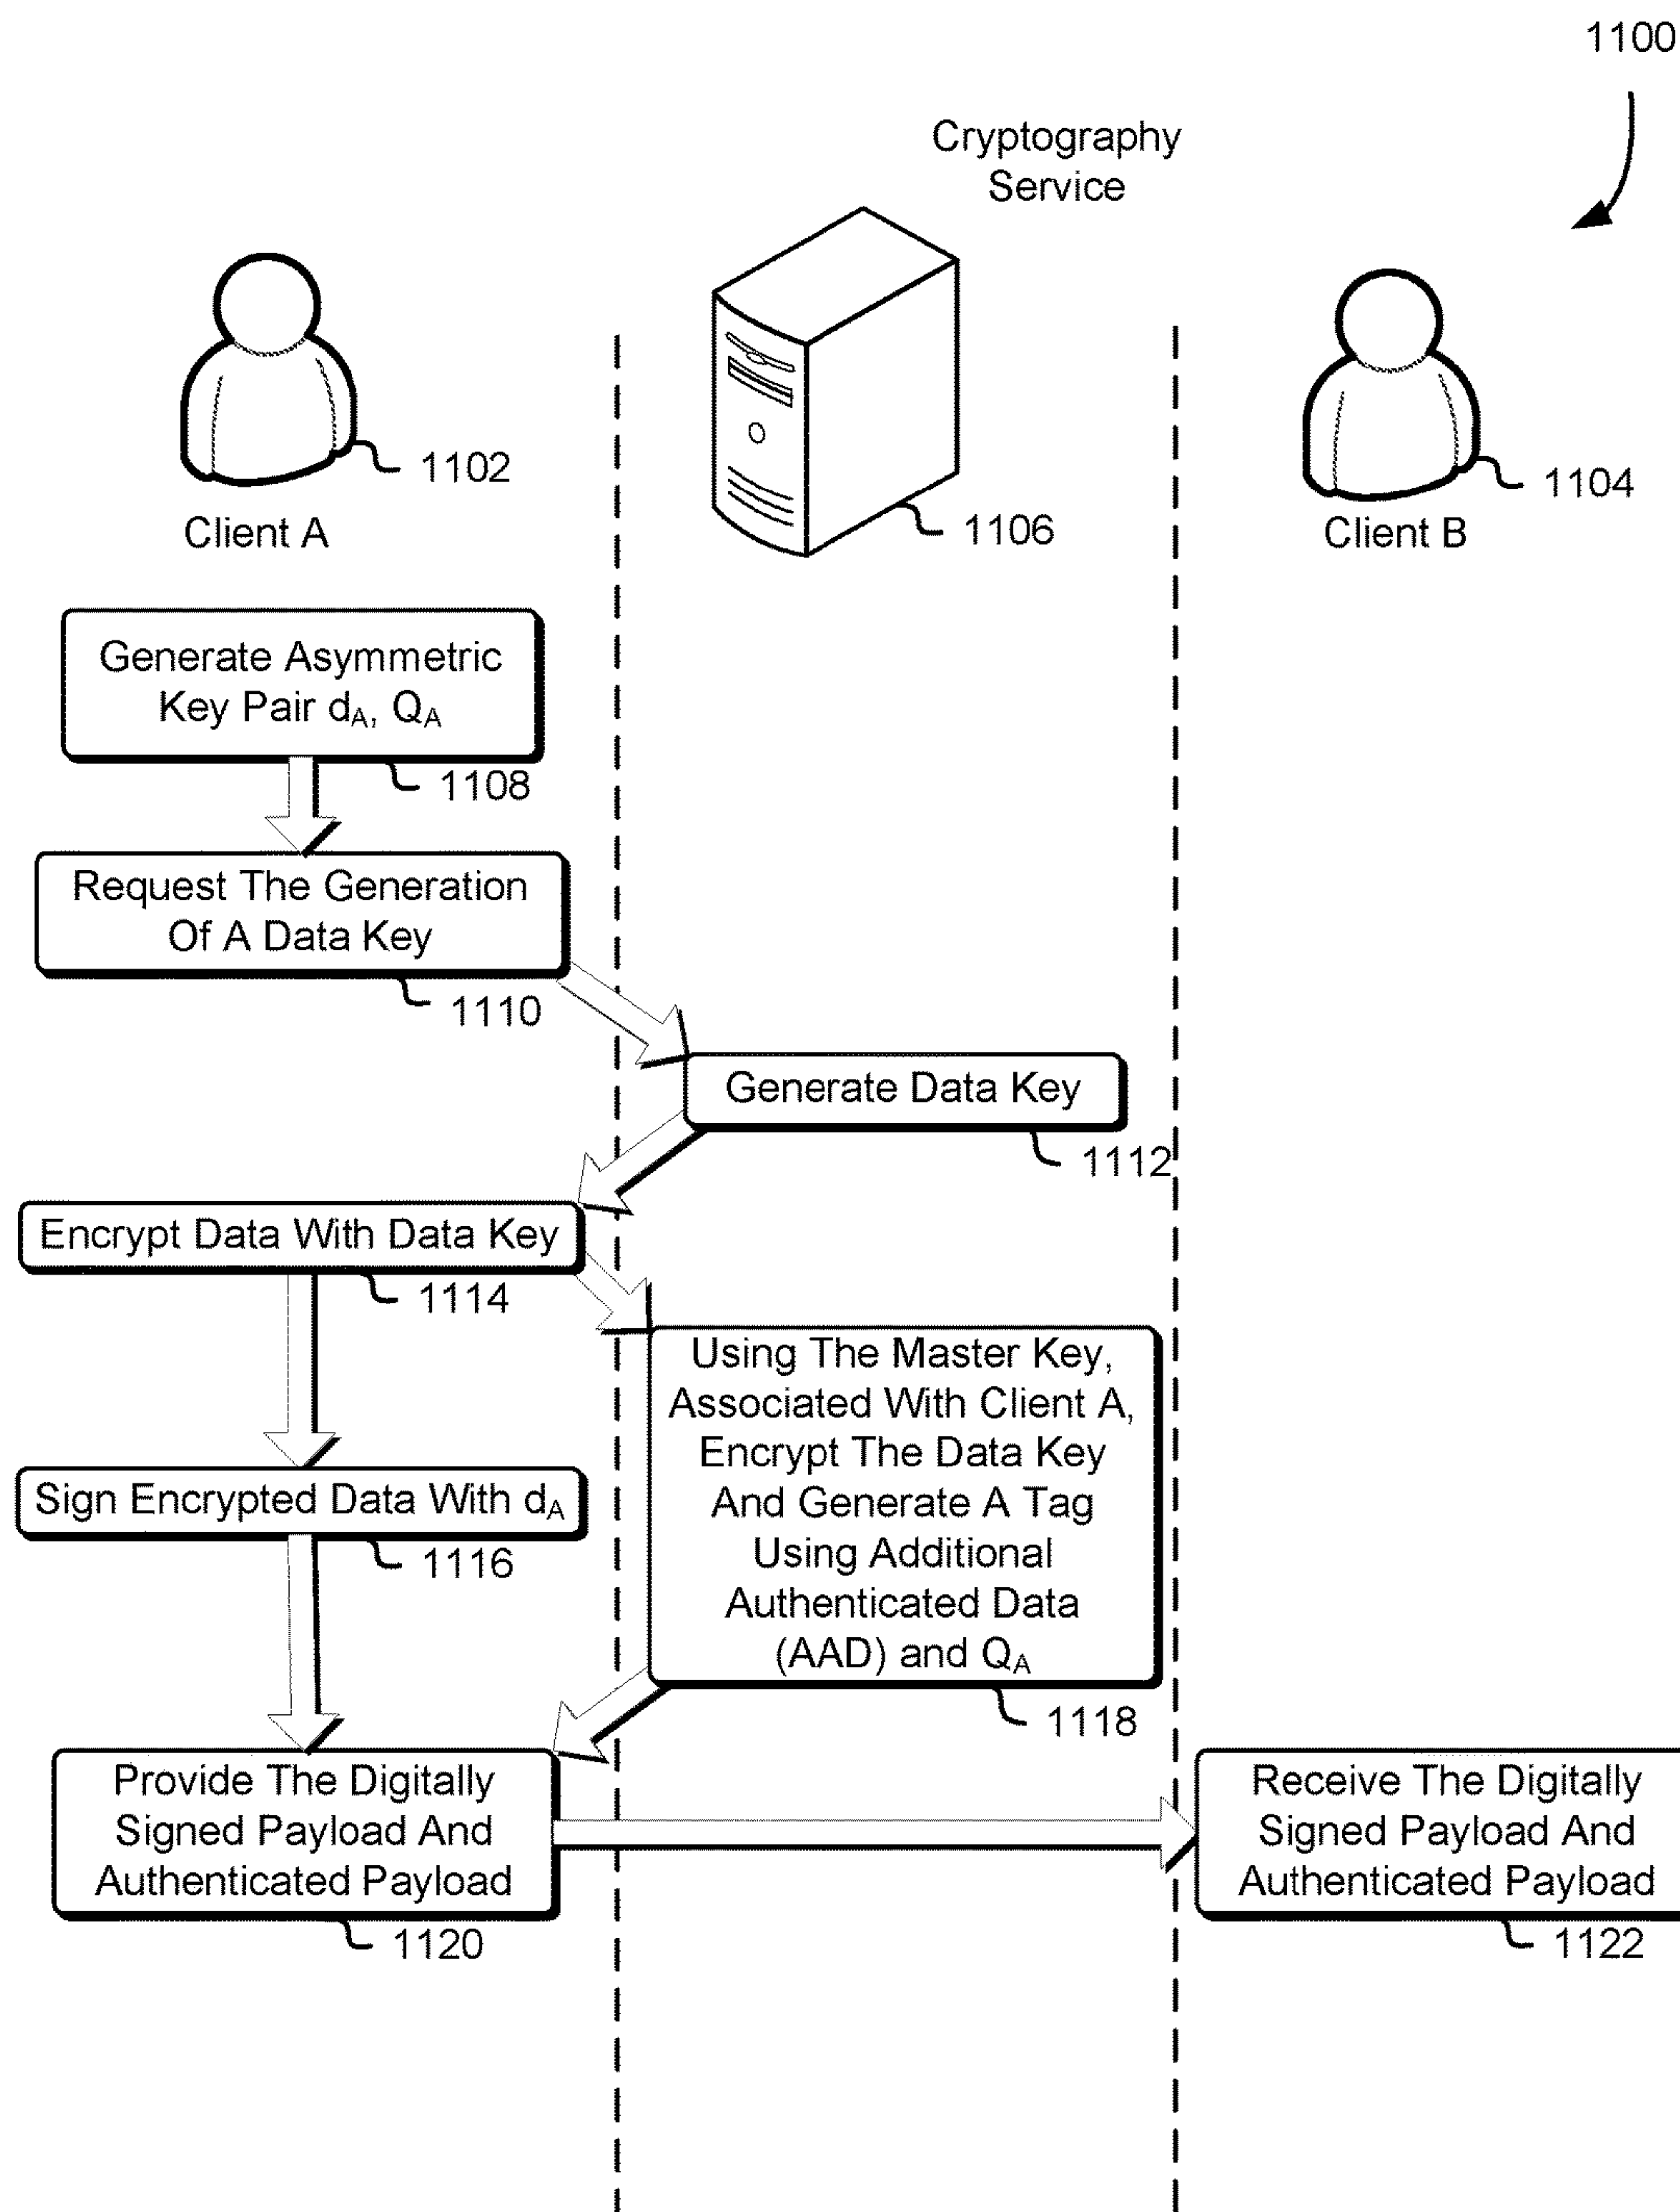 1100
Cryptography
Service
1102
Client A
1106
1104
Client B
Generate Asymmetric
Key Pair dA, QA
1108
Request The Generation
Of A Data Key
1110
Generate Data Key
1112
Encrypt Data With Data Key
1114
Using The Master Key,
Associated With Client A,
Encrypt The Data Key
And Generate A Tag
Using Additional
Authenticated Data
(AAD) and QA
1118
Sign Encrypted Data With dA
1116
Provide The Digitally
Signed Payload And
Authenticated Payload
1120
Receive The Digitally
Signed Payload And
Authenticated Payload
1122